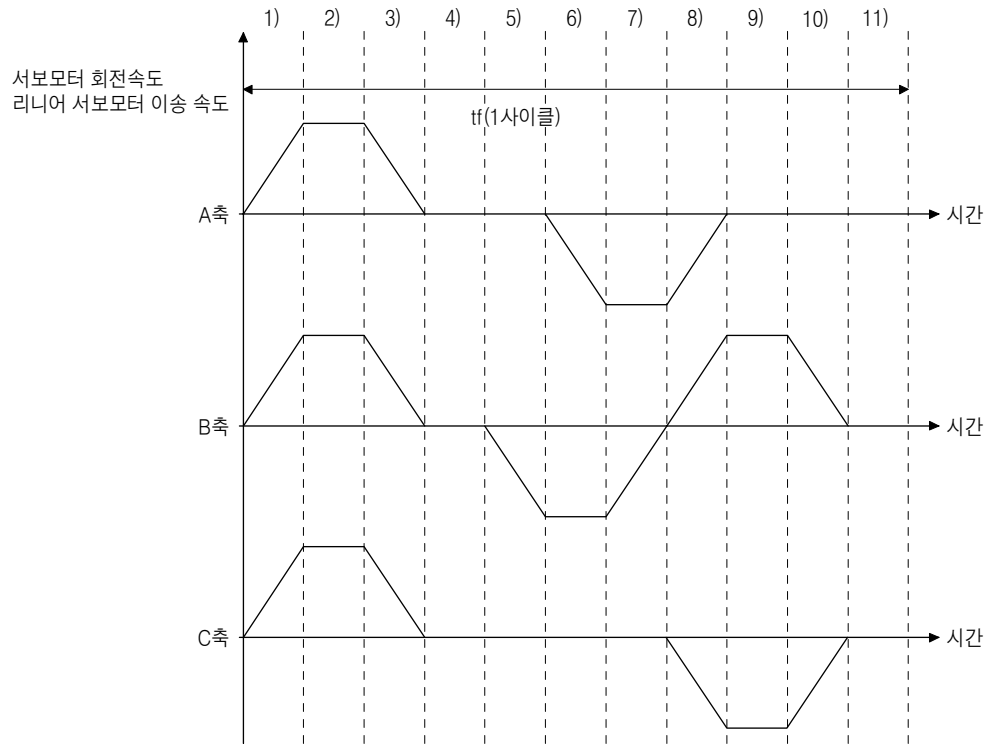 1) 2) 3) 4) 5) 6) 7) 8) 9) 10) 11)
서보모터 회전속도
리니어 서보모터 이송 속도
tf(1사이클)
A축
시간
B축
시간
C축
시간